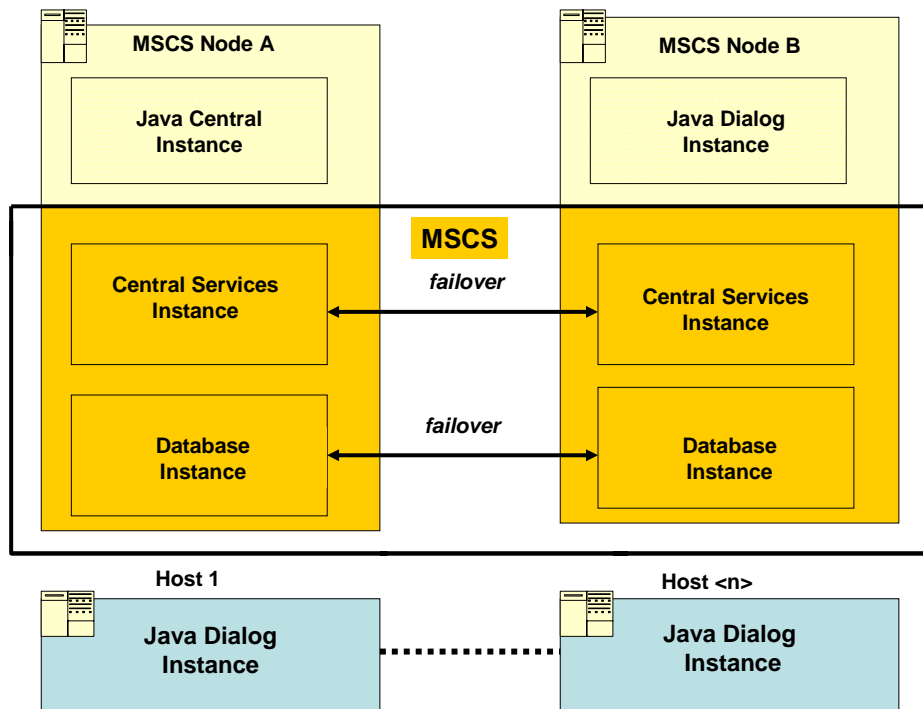 MSCS Node A
MSCS Node B
Java Central
Instance
Java Dialog
Instance
MSCS
failover
Central Services
Instance
Central Services
Instance
failover
Database
Instance
Database
Instance
Host 1
Host <n>
Java Dialog
Instance
Java Dialog
Instance